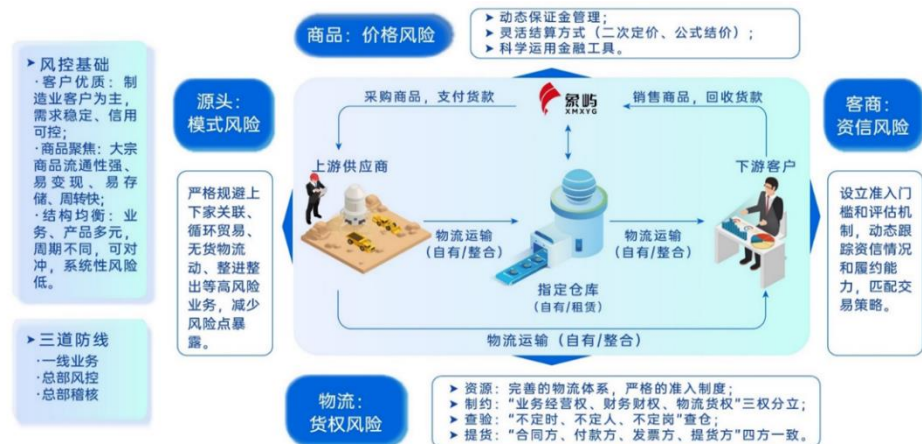 商品：价格风险
➤ 动态保证金管理；
➤ 灵活结算方式（二次定价、公式结价）；
➤ 科学运用金融工具。
➤ 风控基础
·客户优质：制
造业客户为主，
需求稳定、信用
可控；
·商品聚焦：大宗
商品流通性强、
易变现、易存
储、周转快；
·结构均衡：业
务、产品多元，
周期不同，可对
冲，系统性风险
低。
➤ 三道防线
·一线业务
·总部风控
·总部稽核
源头：
模式风险
严格规避上
下家关联、
循环贸易、
无货物流
动、整进整
出等高风险
业务，减少
风险点暴
露。
采购商品，支付货款
象屿
XMXYG
销售商品，回收货款
上游供应商
下游客户
物流运输
（自有/整合）
物流运输
（自有/整合）
指定仓库
（自有/租赁）
物流运输（自有/整合）
客商：
资信风险
设立准入门
槛和评估机
制，动态跟
踪资信情况
和履约能
力，匹配交
易策略。
物流：
货权风险
➤ 资源：完善的物流体系，严格的准入制度；
➤ 制约：“业务经营权、财务财权、物流货权”三权分立；
➤ 查验：“不定时、不定人、不定岗”查仓；
➤ 提货：“合同方、付款方、发票方、提货方”四方一致。